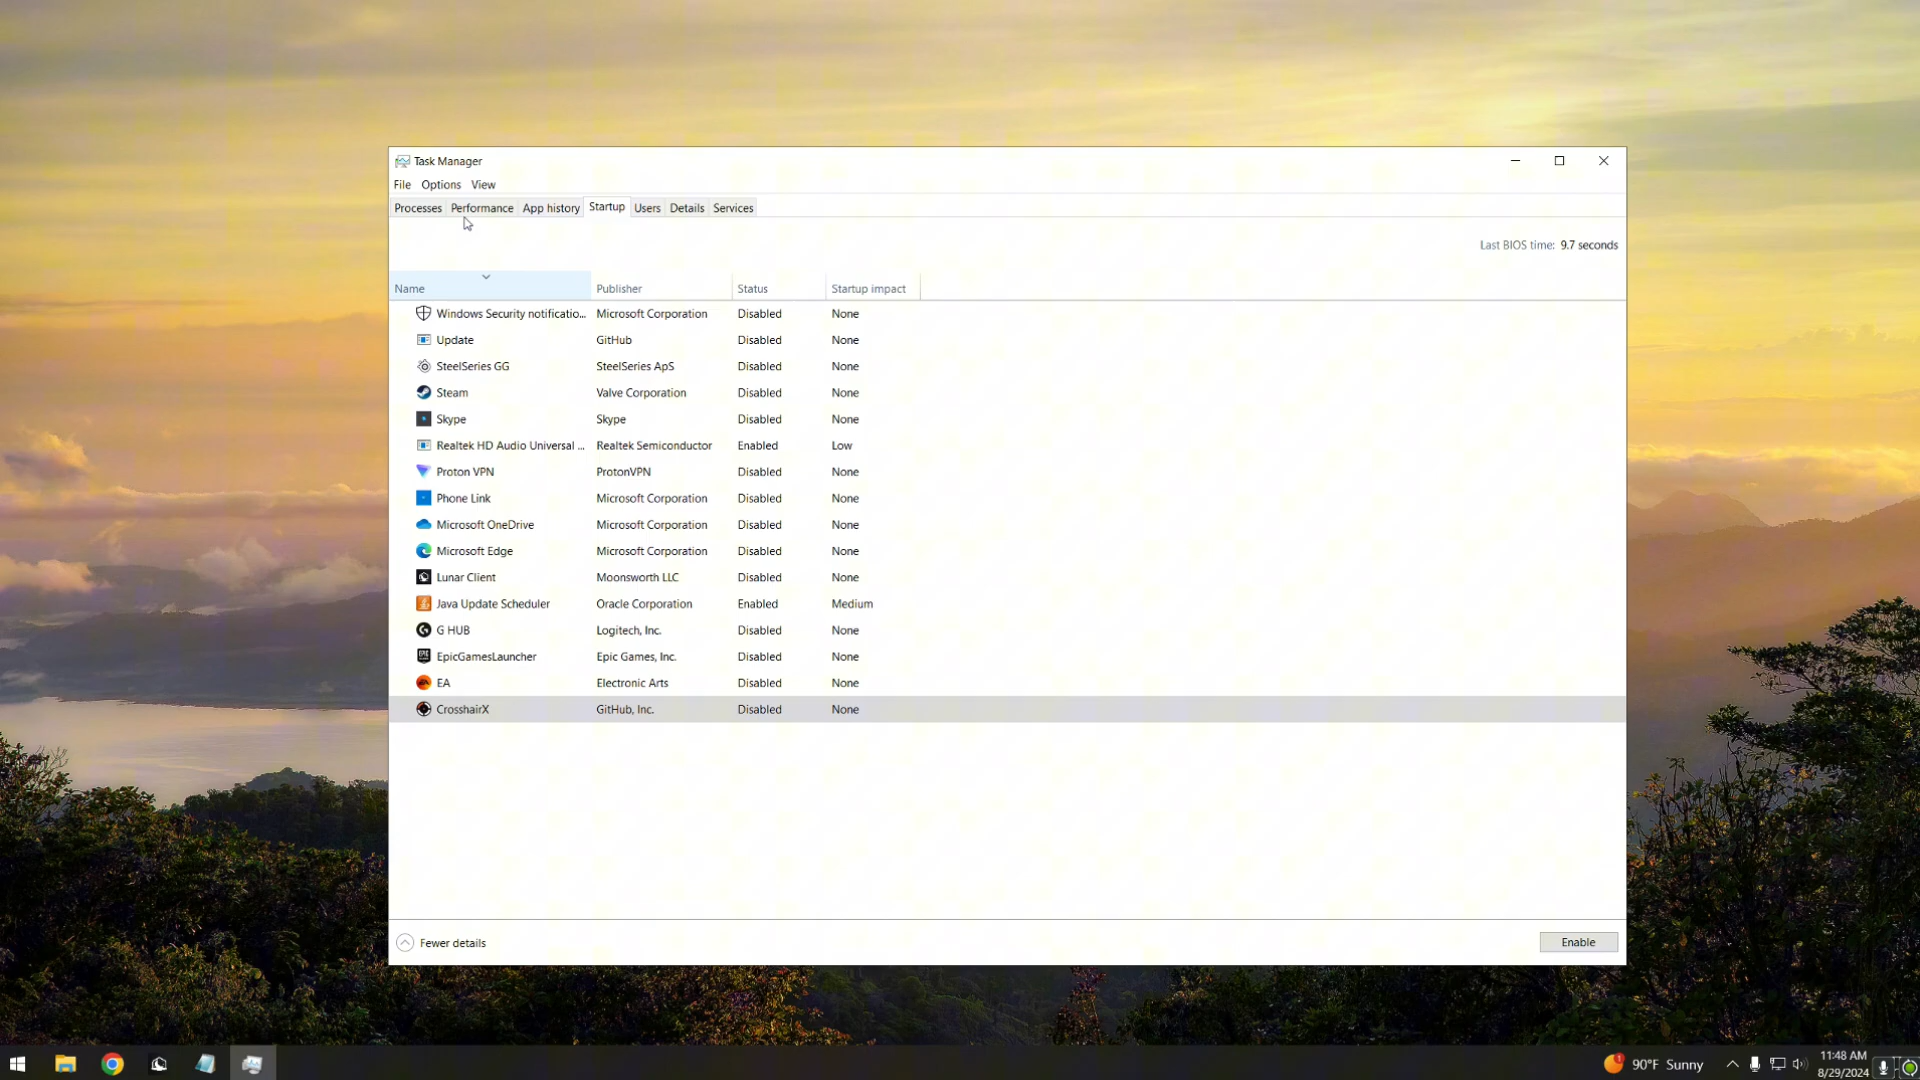 Task Manager
File Options View
Processes Performance App history Startup Users Details Services
Last BIOS time: 9.7 seconds
Name Publisher Status Startup impact
Windows Security notificatio... Microsoft Corporation Disabled None
Update GitHub Disabled None
SteelSeries GG SteelSeries ApS Disabled None
Steam Valve Corporation Disabled None
Skype Skype Disabled None
Realtek HD Audio Universal ... Realtek Semiconductor Enabled Low
Proton VPN ProtonVPN Disabled None
Phone Link Microsoft Corporation Disabled None
Microsoft OneDrive Microsoft Corporation Disabled None
Microsoft Edge Microsoft Corporation Disabled None
Lunar Client Moonsworth LLC Disabled None
Java Update Scheduler Oracle Corporation Enabled Medium
G HUB Logitech, Inc. Disabled None
EpicGamesLauncher Epic Games, Inc. Disabled None
EA Electronic Arts Disabled None
CrosshairX GitHub, Inc. Disabled None
Fewer details Enable
90°F Sunny
11:48 AM
8/29/2024